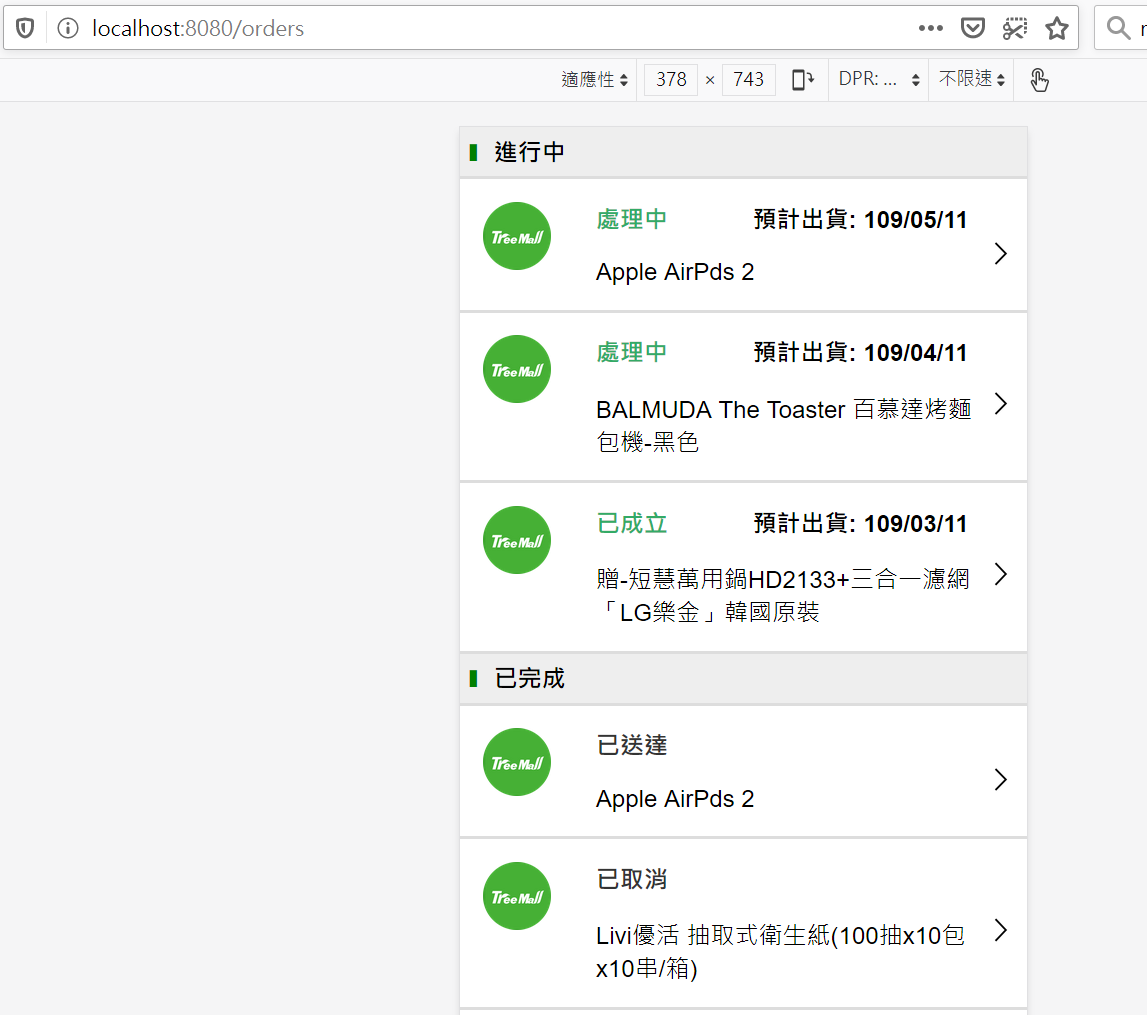 localhost:8080/orders
適應性 378 × 743 DPR: ... 不限速
進行中
TreeMall
處理中 預計出貨: 109/05/11
Apple AirPds 2
TreeMall
處理中 預計出貨: 109/04/11
BALMUDA The Toaster 百慕達烤麵
包機-黑色
TreeMall
已成立 預計出貨: 109/03/11
贈-短慧萬用鍋HD2133+三合一濾網
「LG樂金」韓國原裝
已完成
TreeMall
已送達
Apple AirPds 2
TreeMall
已取消
Livi優活 抽取式衛生紙(100抽x10包
x10串/箱)